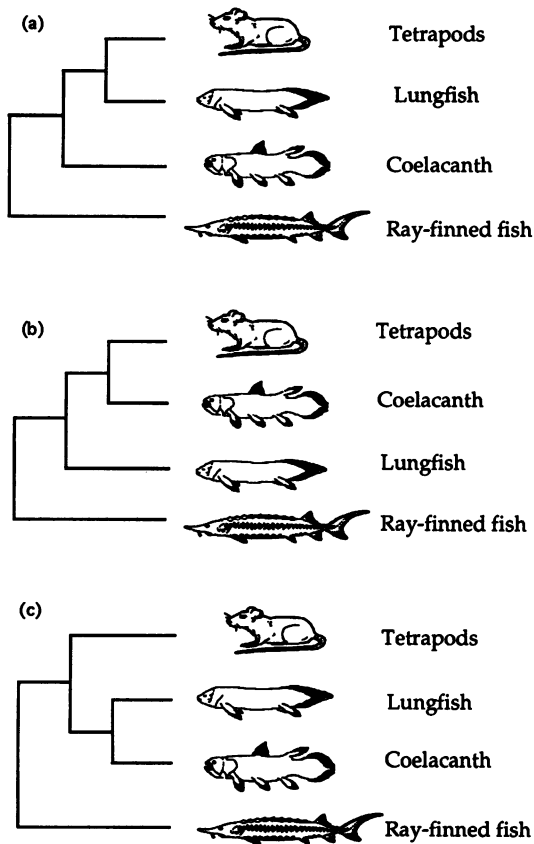 (a)
Tetrapods
Lungfish
Coelacanth
Ray-finned fish
(b)
Tetrapods
Coelacanth
Lungfish
Ray-finned fish
(c)
Tetrapods
Lungfish
Coelacanth
Ray-finned fish